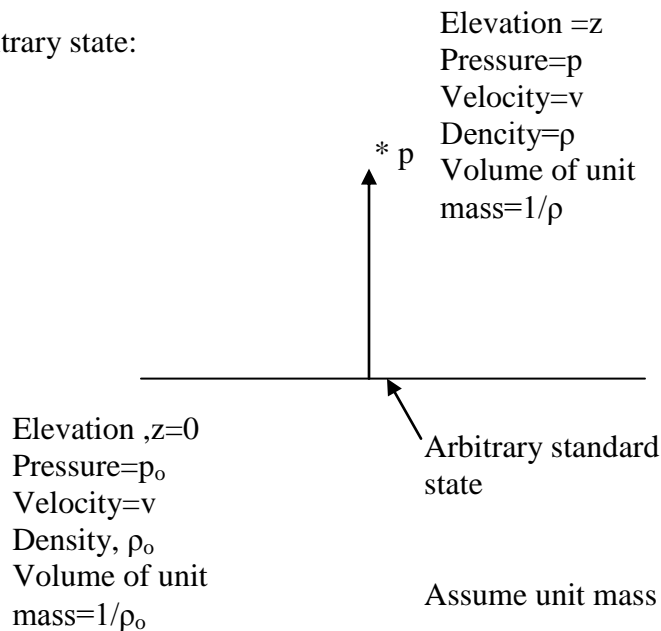 trary state:
Elevation =z
Pressure=p
Velocity=v
Dencity=ρ
Volume of unit
mass=1/ρ
* p
Elevation ,z=0
Pressure=pₒ
Velocity=v
Density, ρₒ
Volume of unit
mass=1/ρₒ
Arbitrary standard
state
Assume unit mass